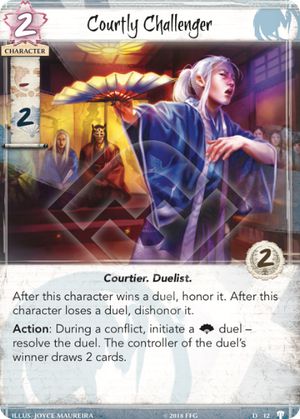 2
Courtly Challenger
CHARACTER
-
2
2
Courtier. Duelist.
After this character wins a duel, honor it. After this
character loses a duel, dishonor it.
Action: During a conflict, initiate a duel –
resolve the duel. The controller of the duel's
winner draws 2 cards.
ILLUS-JOYCE MAUREIRA
©2018 FFG
D 12